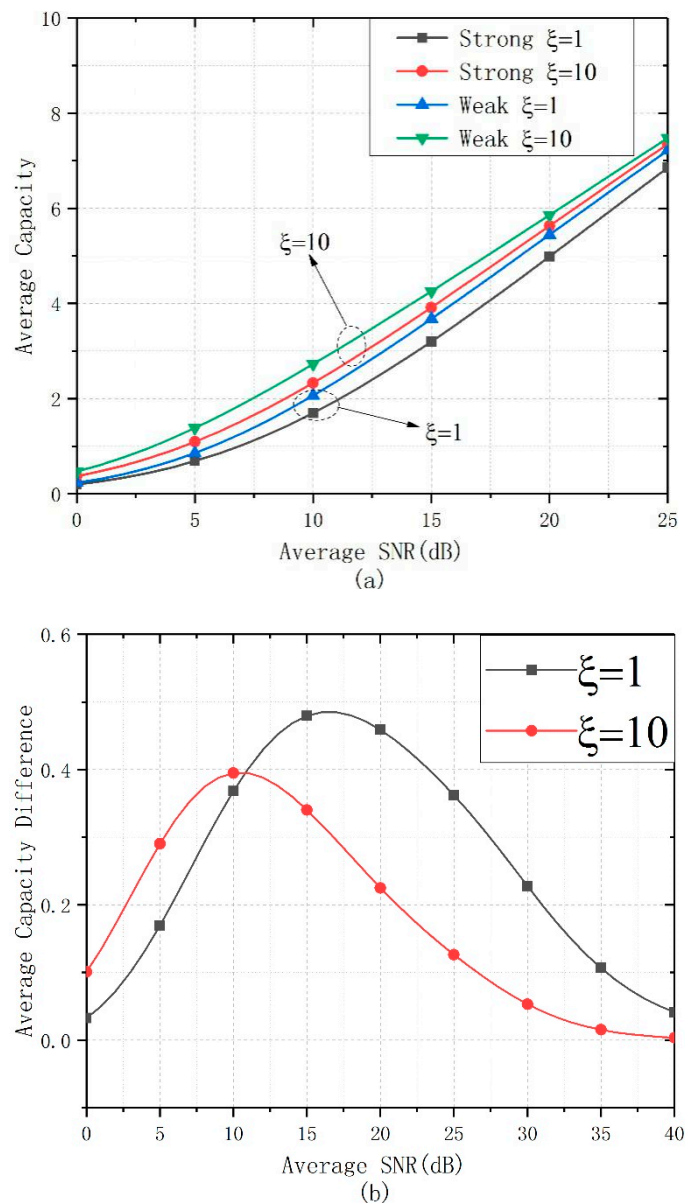 10
Strong ξ=1
Strong ξ=10
Weak ξ=1
Weak ξ=10
8
6
4
2
0
Average Capacity
ξ=10
ξ=1
0 5 10 15 20 25
Average SNR(dB)
(a)
0.6
ξ=1
ξ=10
0.4
0.2
0.0
Average Capacity Difference
0 5 10 15 20 25 30 35 40
Average SNR(dB)
(b)